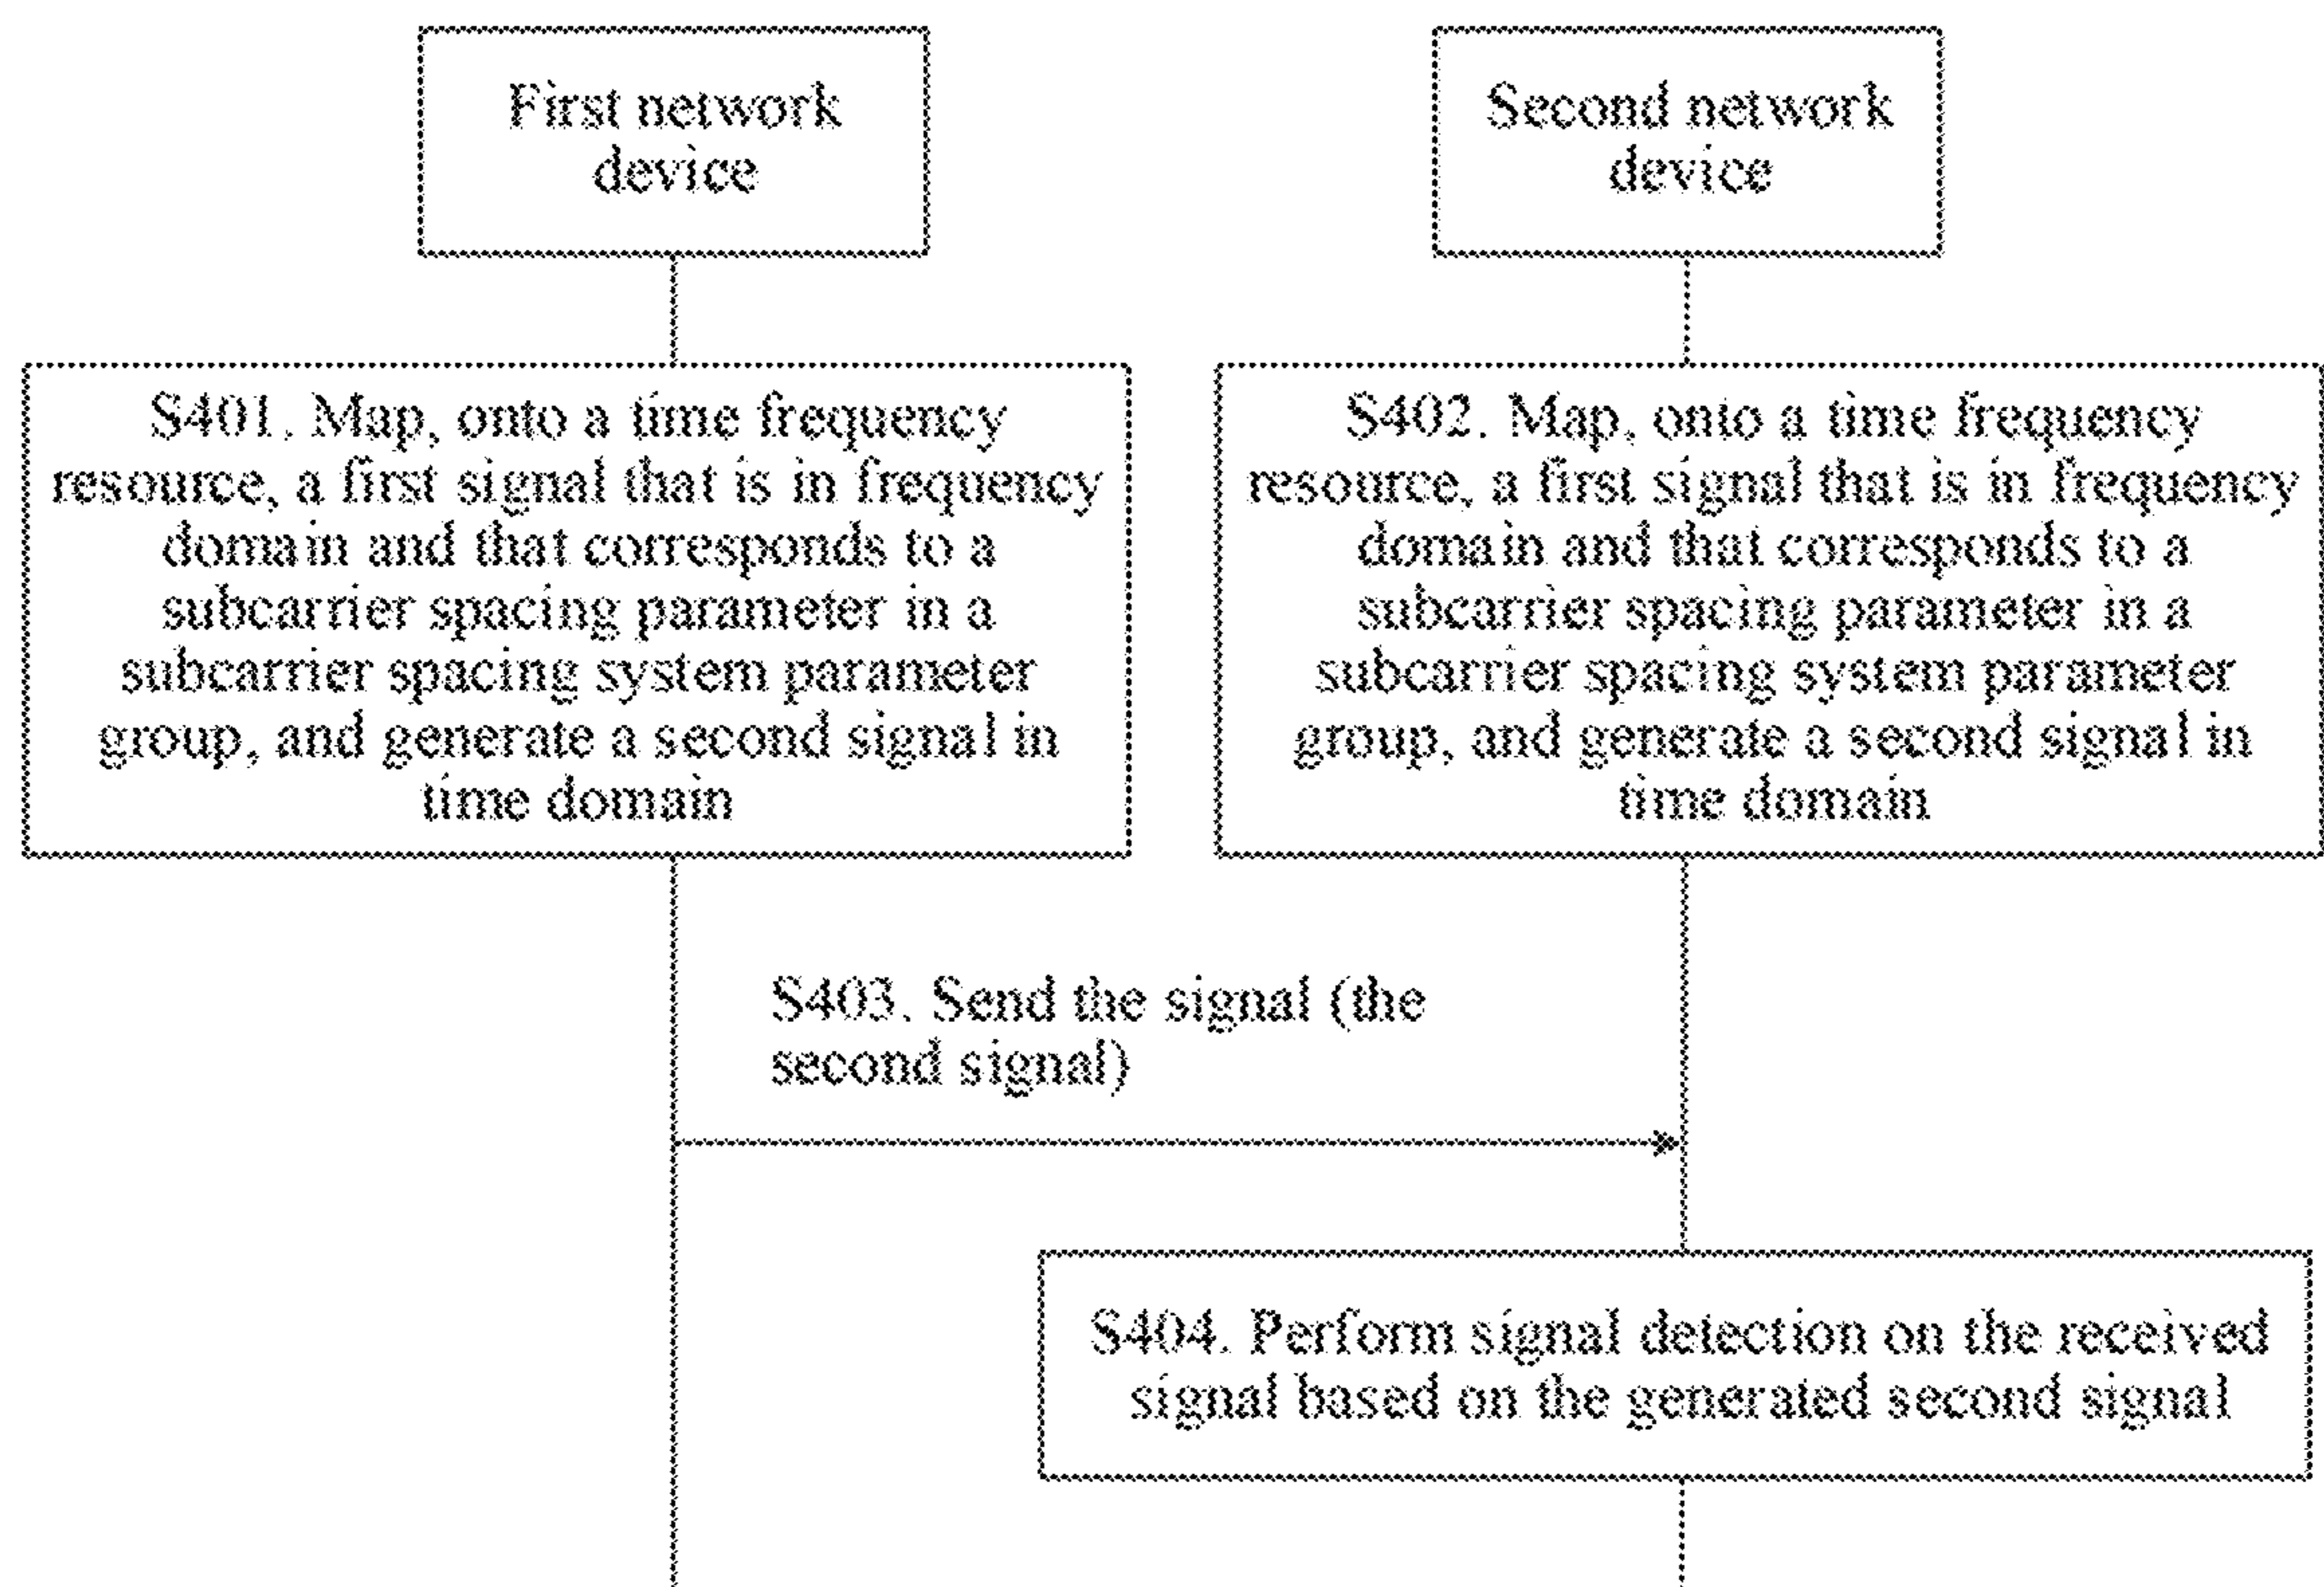 First network
device
Second network
device
S401. Map, onto a time frequency
resource, a first signal that is in frequency
domain and that corresponds to a
subcarrier spacing parameter in a
subcarrier spacing system parameter
group, and generate a second signal in
time domain
S402. Map, onto a time frequency
resource, a first signal that is in frequency
domain and that corresponds to a
subcarrier spacing parameter in a
subcarrier spacing system parameter
group, and generate a second signal in
time domain
S403. Send the signal (the
second signal)
S404. Perform signal detection on the received
signal based on the generated second signal